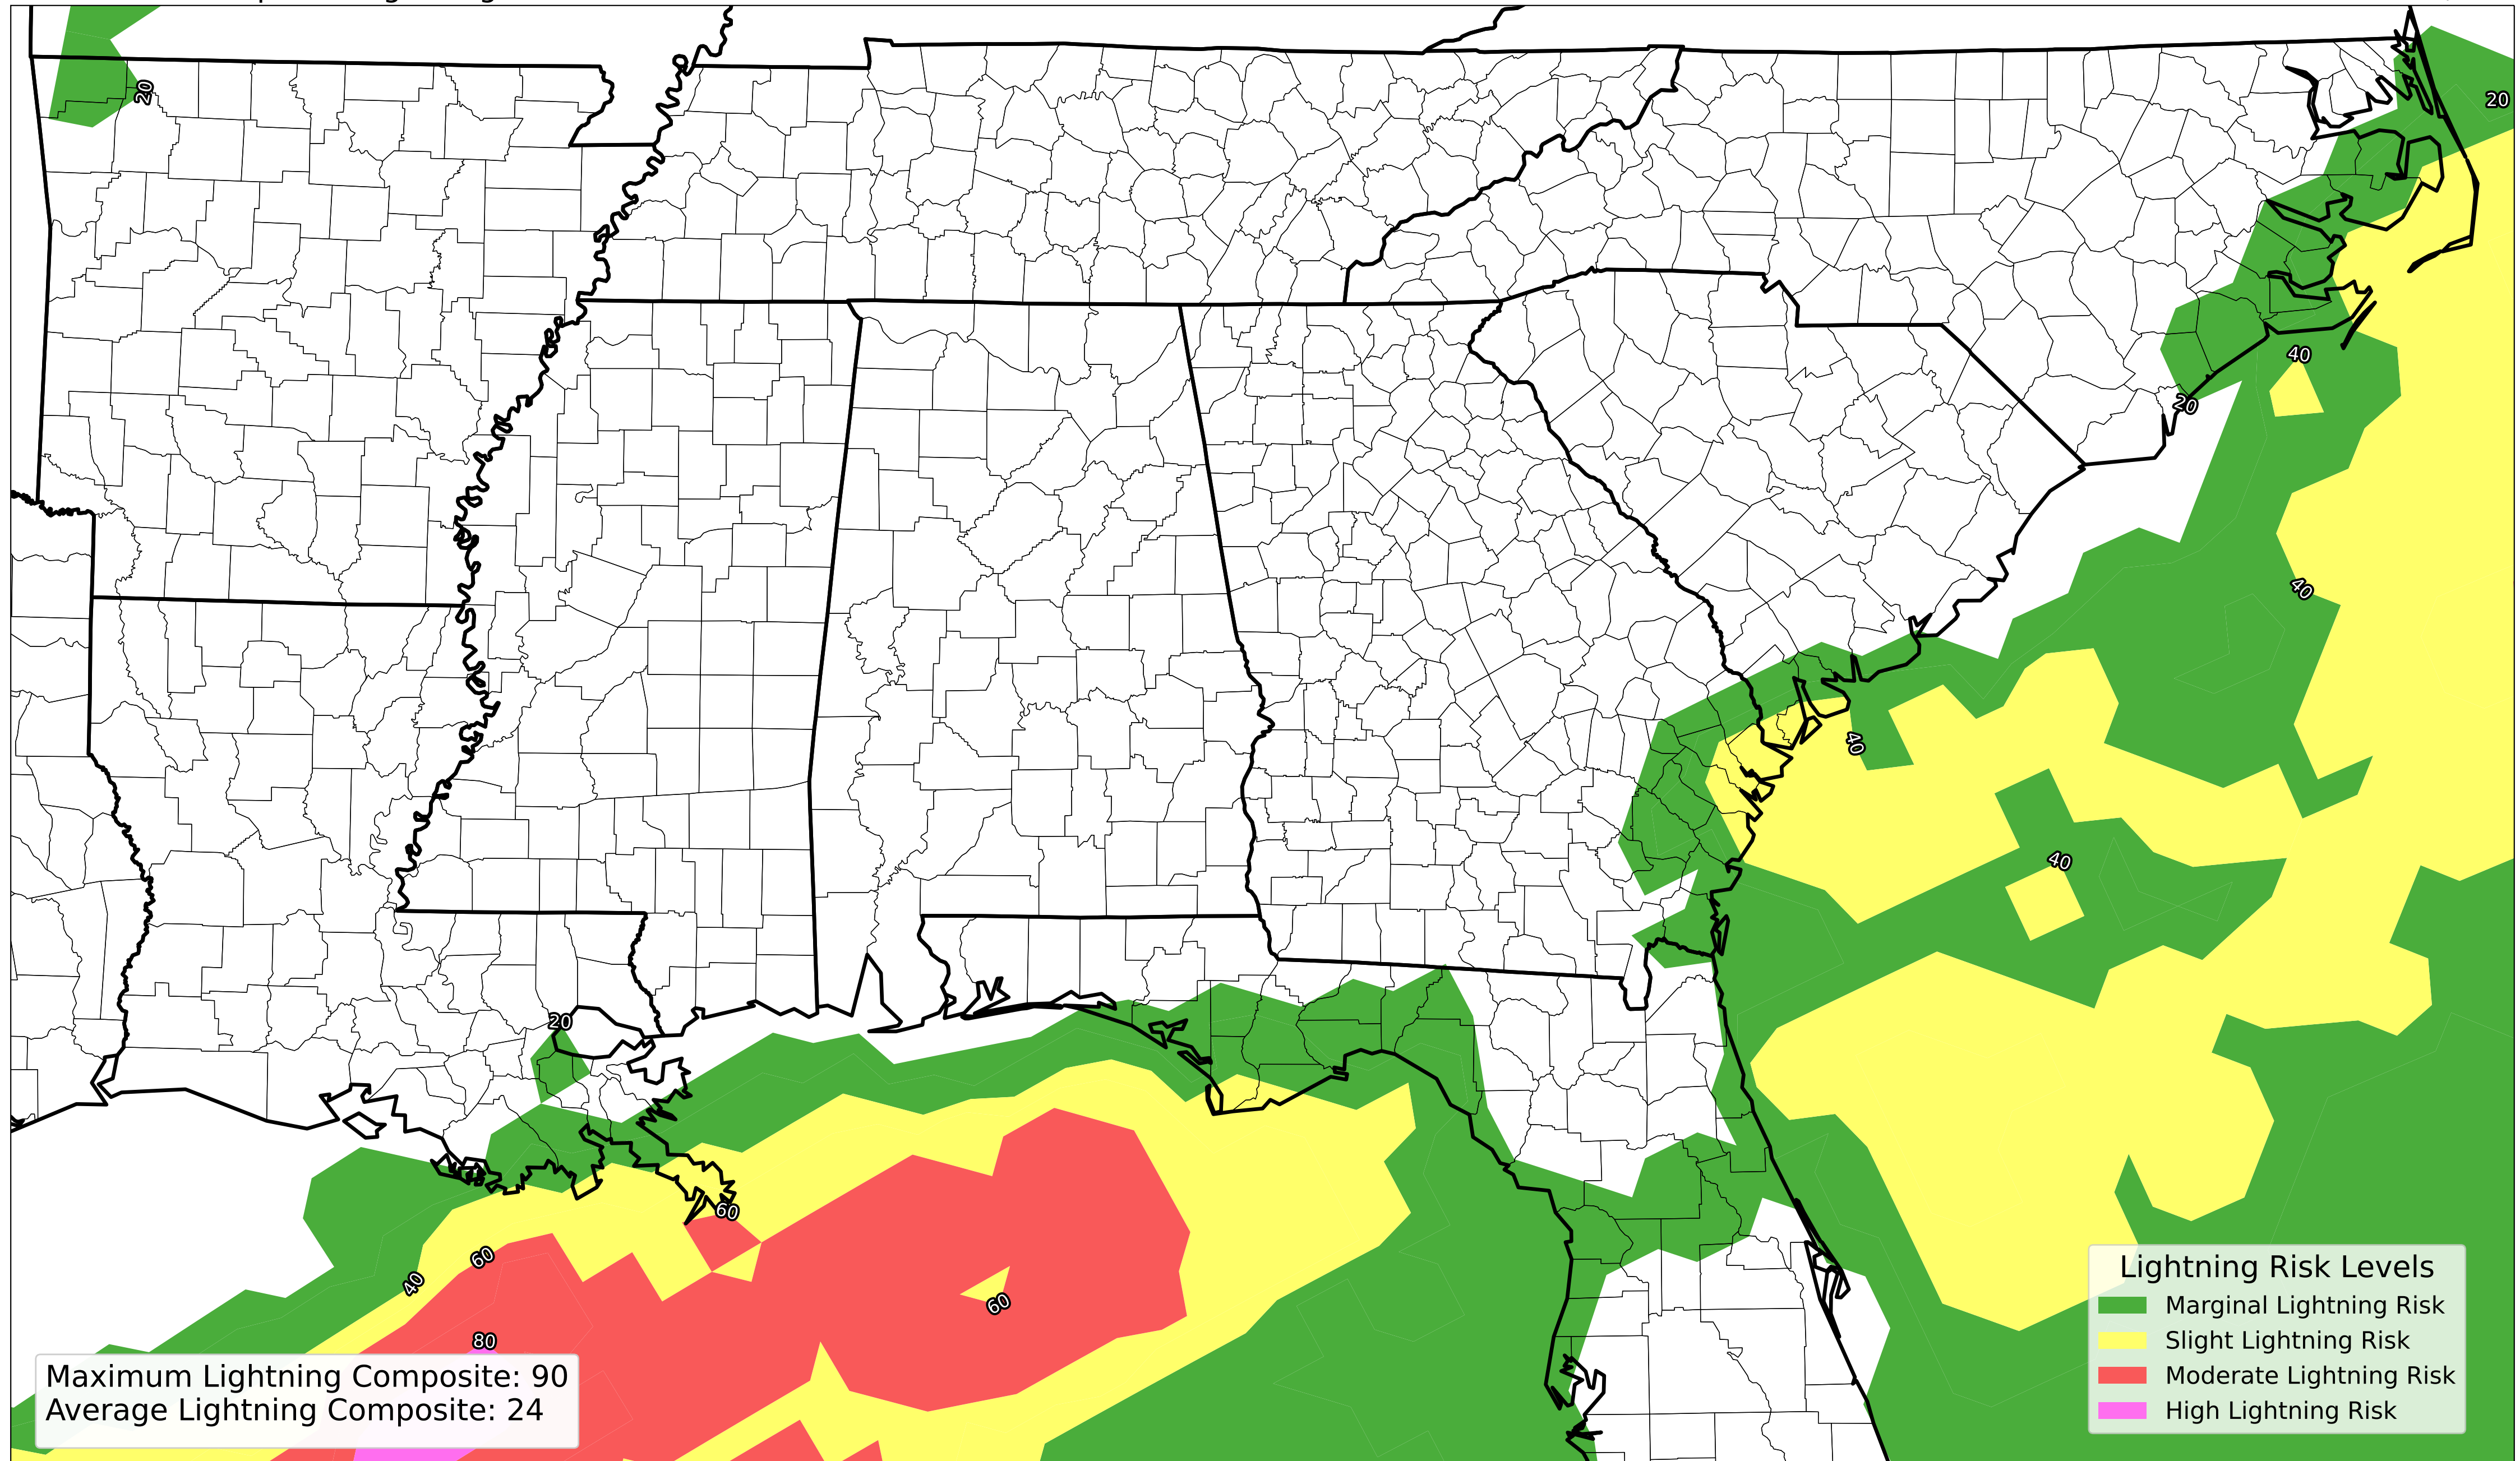 20
20
40
20
40
40
40
20
60
60
40
60
80
Lightning Risk Levels
Marginal Lightning Risk
Slight Lightning Risk
Moderate Lightning Risk
High Lightning Risk
Maximum Lightning Composite: 90
Average Lightning Composite: 24